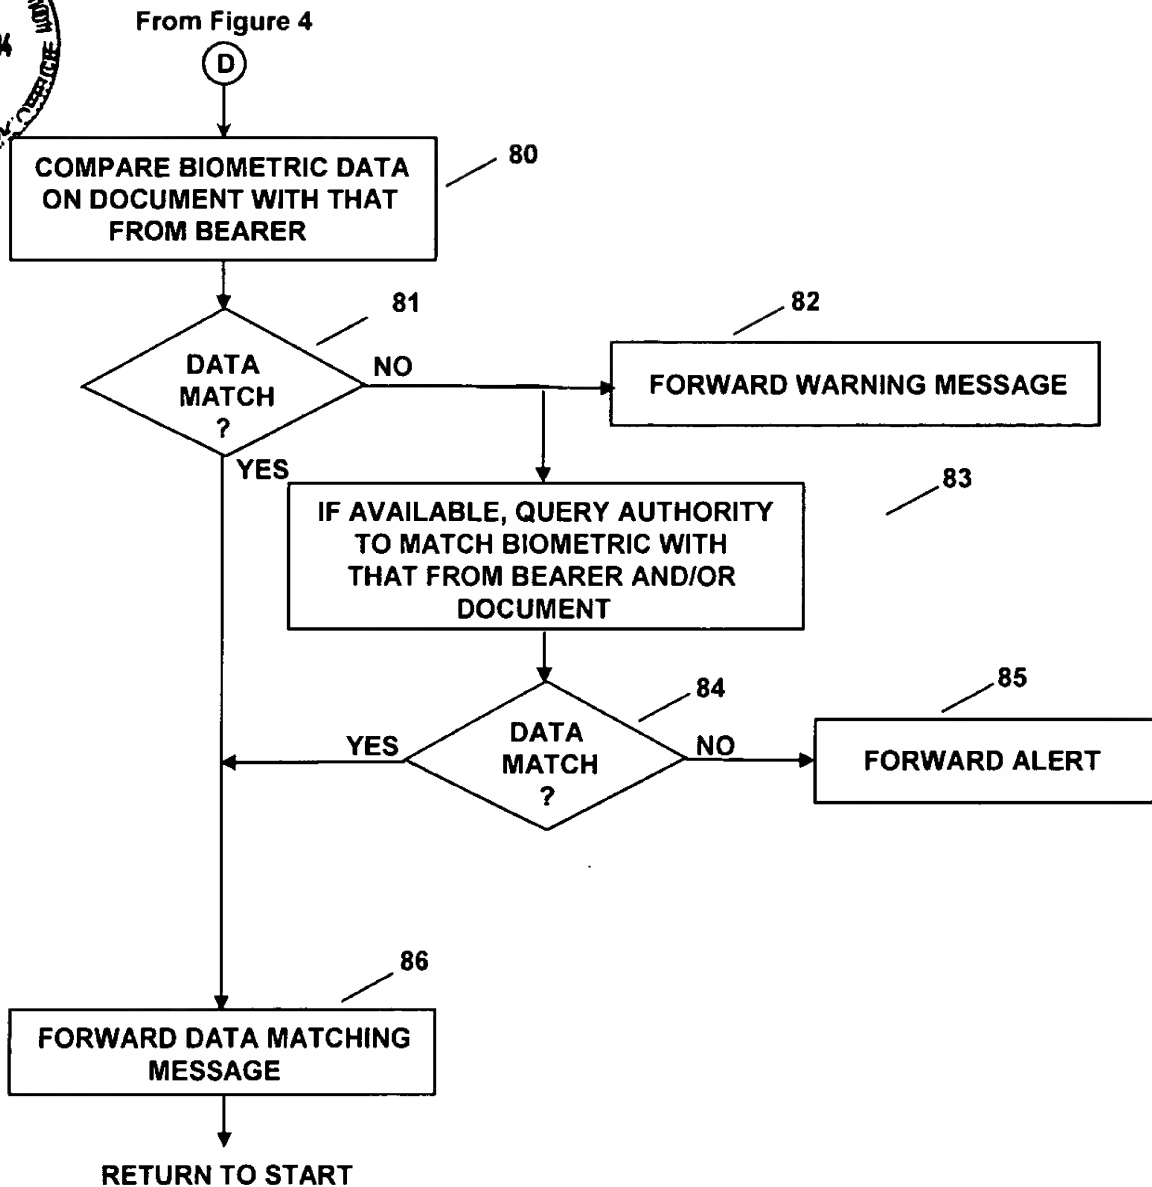 From Figure 4
D
COMPARE BIOMETRIC DATA
ON DOCUMENT WITH THAT
FROM BEARER
80
81
DATA
MATCH
?
NO
YES
82
FORWARD WARNING MESSAGE
83
IF AVAILABLE, QUERY AUTHORITY
TO MATCH BIOMETRIC WITH
THAT FROM BEARER AND/OR
DOCUMENT
84
DATA
MATCH
?
YES
NO
85
FORWARD ALERT
86
FORWARD DATA MATCHING
MESSAGE
RETURN TO START